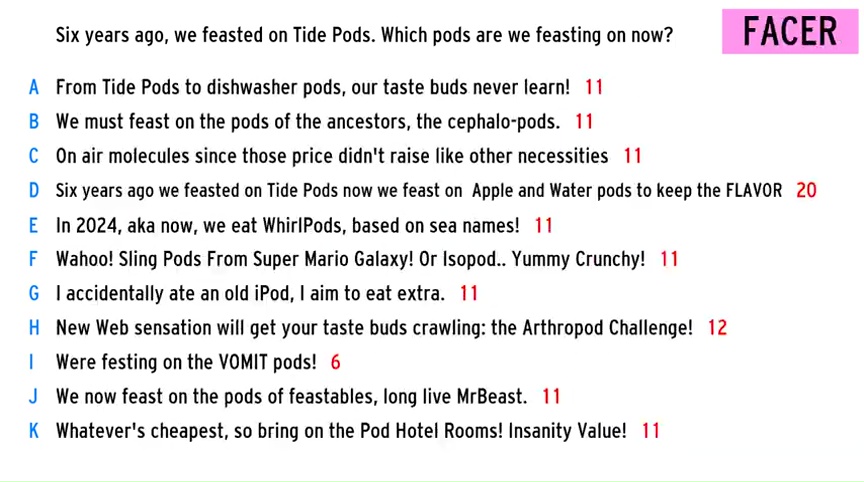 Six years ago, we feasted on Tide Pods. Which pods are we feasting on now?
FACER
A From Tide Pods to dishwasher pods, our taste buds never learn! 11
B We must feast on the pods of the ancestors, the cephalo-pods. 11
C On air molecules since those price didn't raise like other necessities 11
D Six years ago we feasted on Tide Pods now we feast on Apple and Water pods to keep the FLAVOR 20
E In 2024, aka now, we eat WhirlPods, based on sea names! 11
F Wahoo! Sling Pods From Super Mario Galaxy! Or Isopod.. Yummy Crunchy! 11
G I accidentally ate an old iPod, I aim to eat extra. 11
H New Web sensation will get your taste buds crawling: the Arthropod Challenge! 12
I Were festing on the VOMIT pods! 6
J We now feast on the pods of feastables, long live MrBeast. 11
K Whatever's cheapest, so bring on the Pod Hotel Rooms! Insanity Value! 11